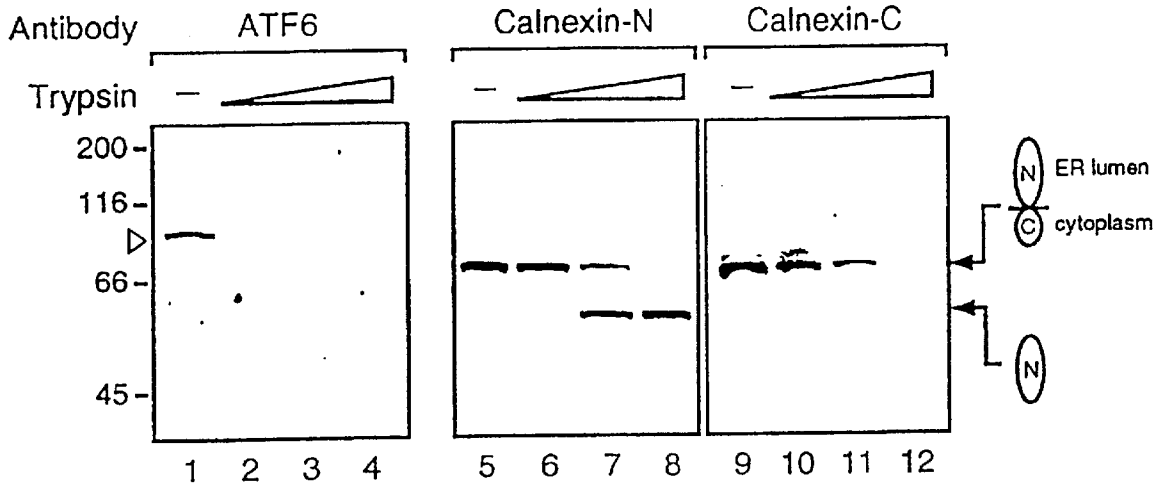 Antibody ATF6 Calnexin-N Calnexin-C
Trypsin – – –
200
116
66
45
N ER lumen
C cytoplasm
N
1 2 3 4 5 6 7 8 9 10 11 12